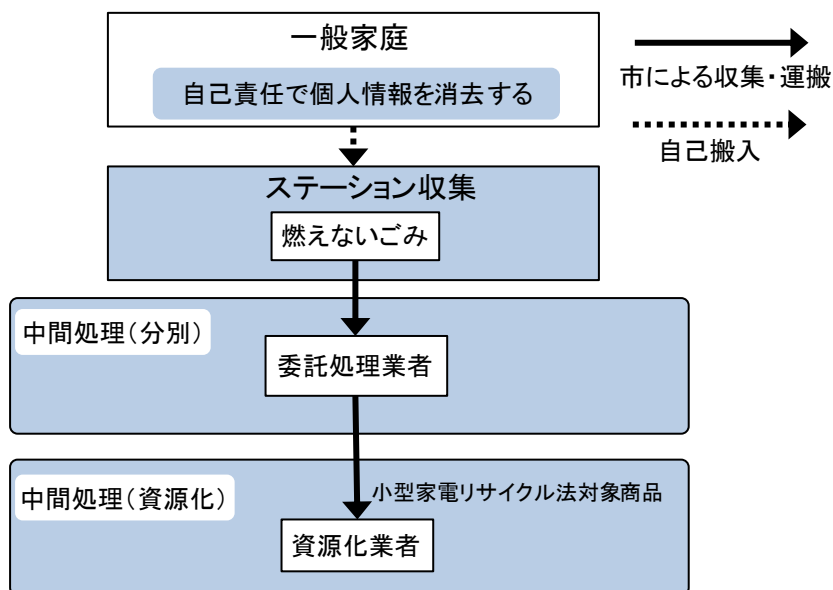 一般家庭
自己責任で個人情報を消去する
市による収集・運搬
自己搬入
ステーション収集
燃えないごみ
中間処理(分別)
委託処理業者
中間処理(資源化)
小型家電リサイクル法対象商品
資源化業者